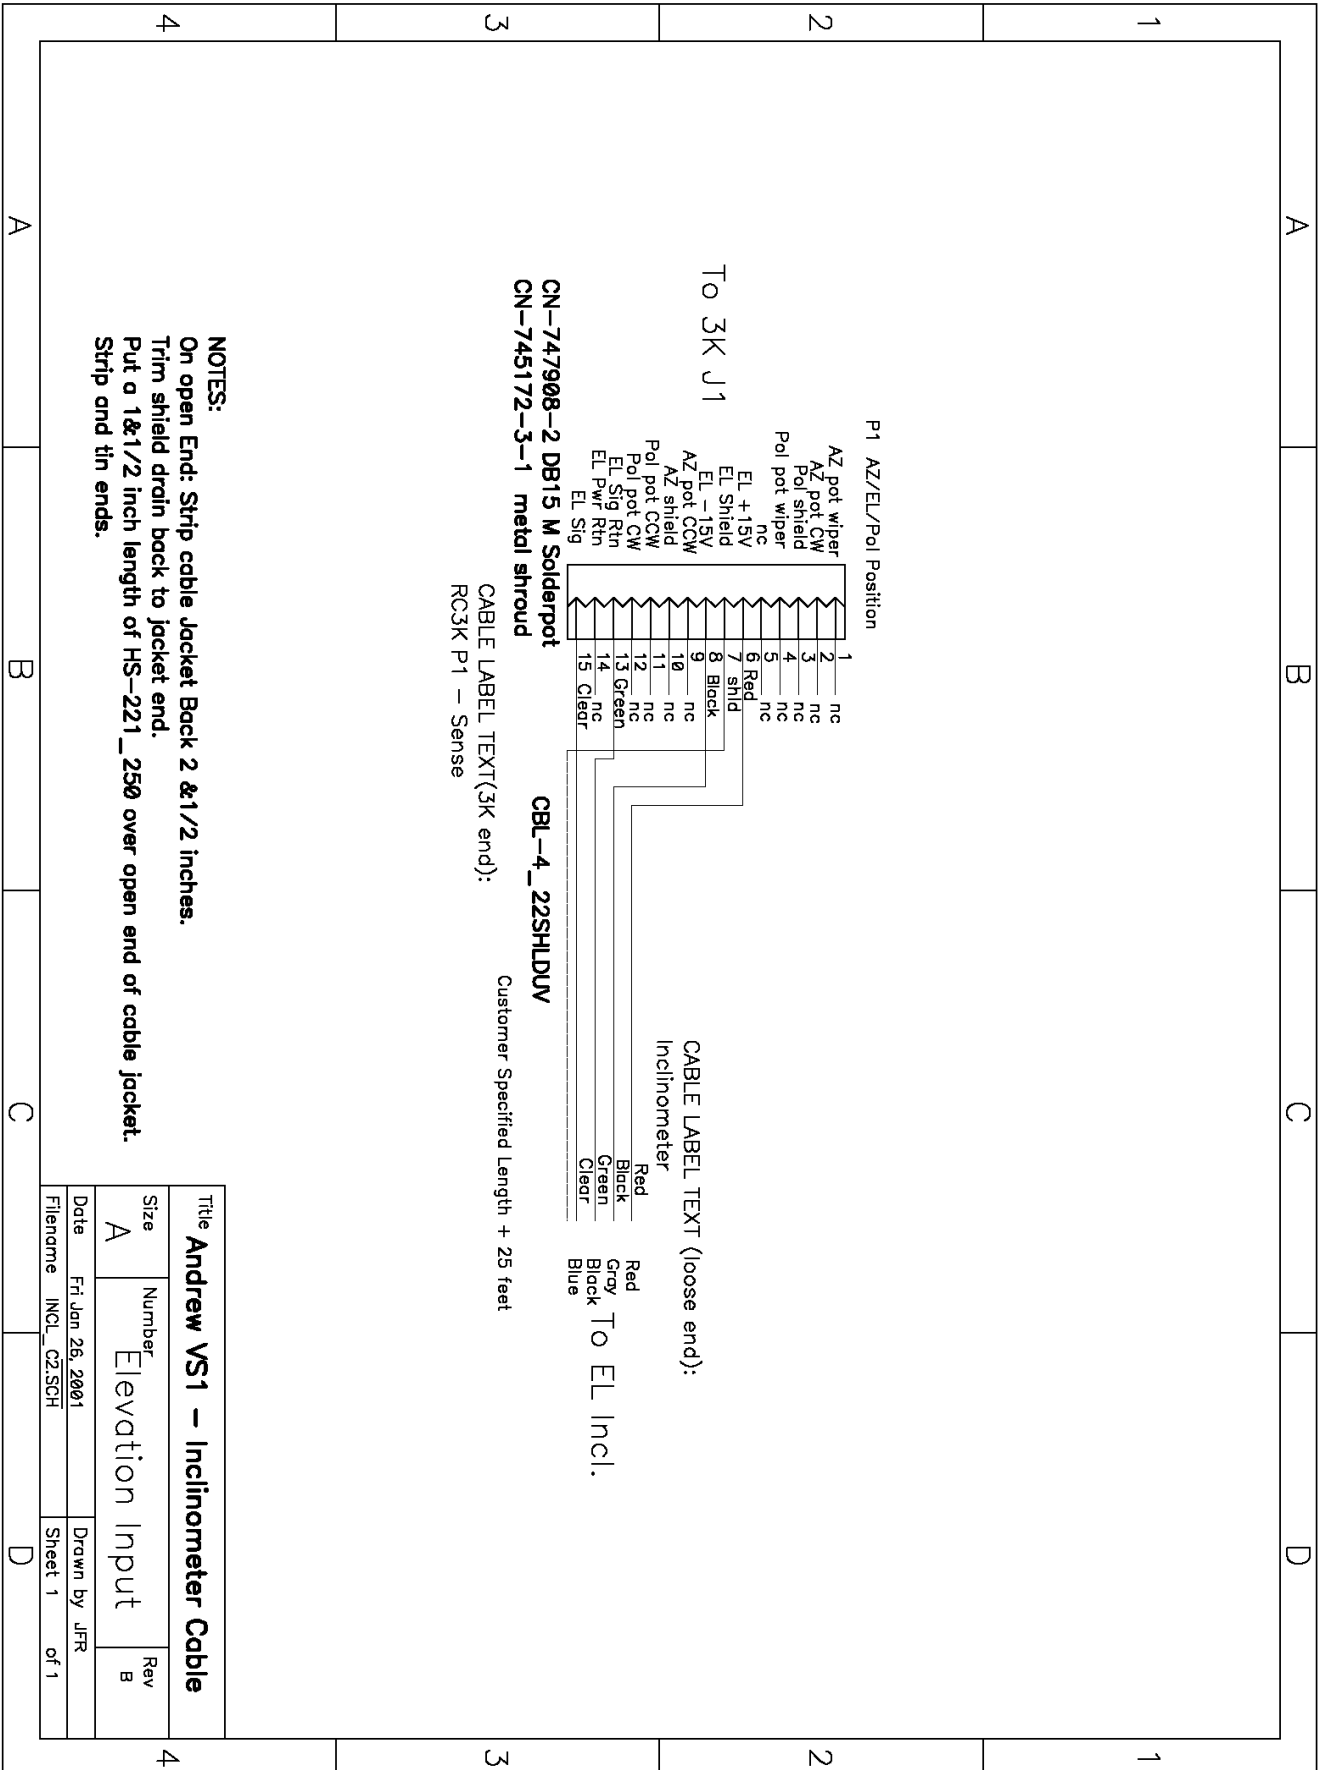 1
2
3
4
A
B
C
D
P1 AZ/EL/Pol Position
To 3K J1
AZ pot wiper 1 nc
AZ pot CW 2 nc
Pol shield 3 nc
Pol pot wiper 4 nc
nc 5 nc
EL +15V 6 Red
EL Shield 7 shld
EL -15V 8 Black
AZ pot CCW 9 nc
AZ shield 10 nc
Pol pot CCW 11 nc
Pol pot CW 12 nc
EL Sig Rtn 13 Green
EL Pwr Rtn 14 nc
EL Sig 15 Clear
CN-747908-2 DB15 M Solderpot
CN-745172-3-1 metal shroud
CABLE LABEL TEXT(3K end):
RC3K P1 - Sense
CBL-4_22SHLDUV
Customer Specified Length + 25 feet
CABLE LABEL TEXT (loose end):
Inclinometer
Red Red
Black Gray
Green Black
Clear Blue
To EL Incl.
NOTES:
On open End: Strip cable Jacket Back 2 &1/2 inches.
Trim shield drain back to jacket end.
Put a 1&1/2 inch length of HS-221_250 over open end of cable jacket.
Strip and tin ends.
Title Andrew VS1 - Inclinometer Cable
Size A
Number Elevation Input
Rev B
Date Fri Jan 26, 2001
Drawn by JFR
Filename INCL_C2.SCH
Sheet 1 of 1
A
B
C
D
1
2
3
4